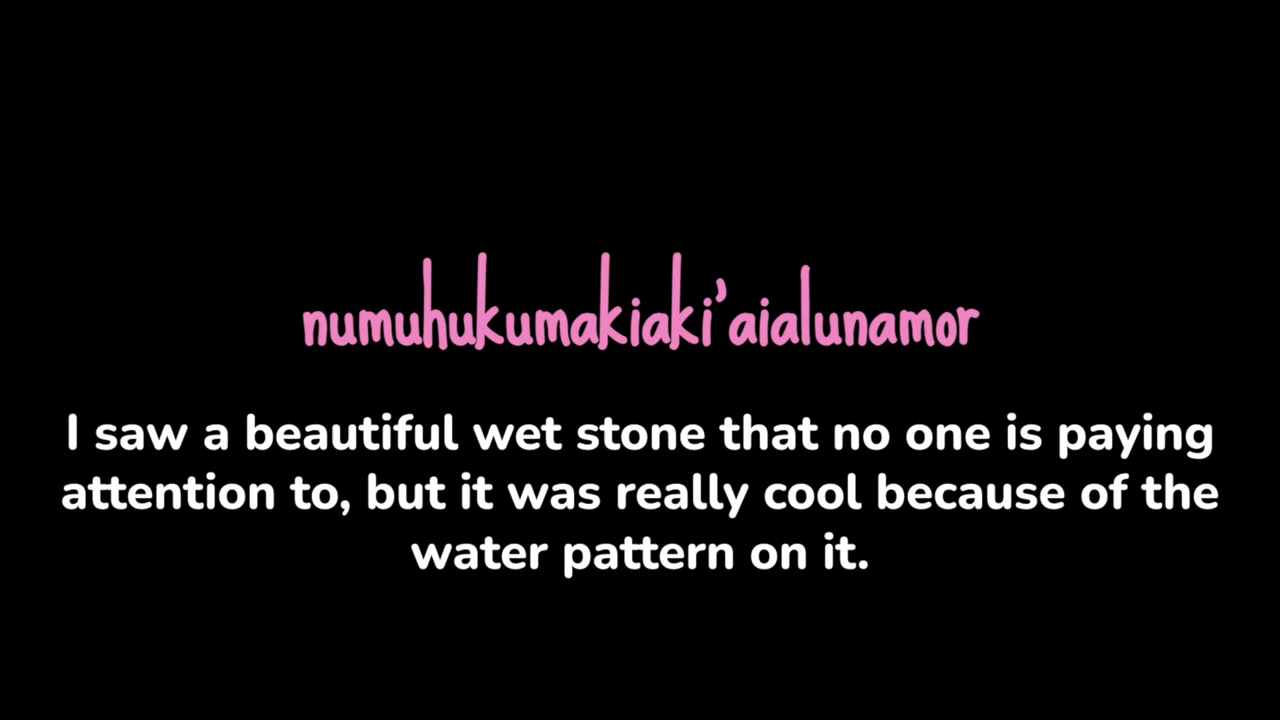 numuhukumakiaki’aialunamor
I saw a beautiful wet stone that no one is paying
attention to, but it was really cool because of the
water pattern on it.